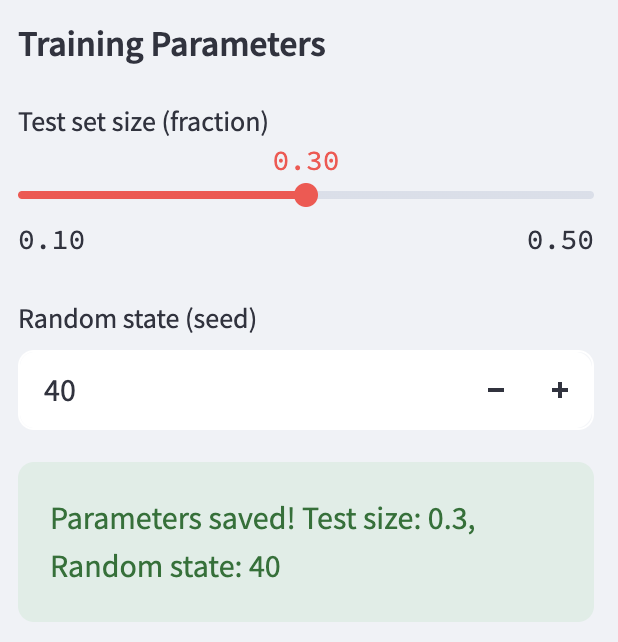 Training Parameters
Test set size (fraction)
0.30
0.10 0.50
Random state (seed)
40 − +
Parameters saved! Test size: 0.3,
Random state: 40